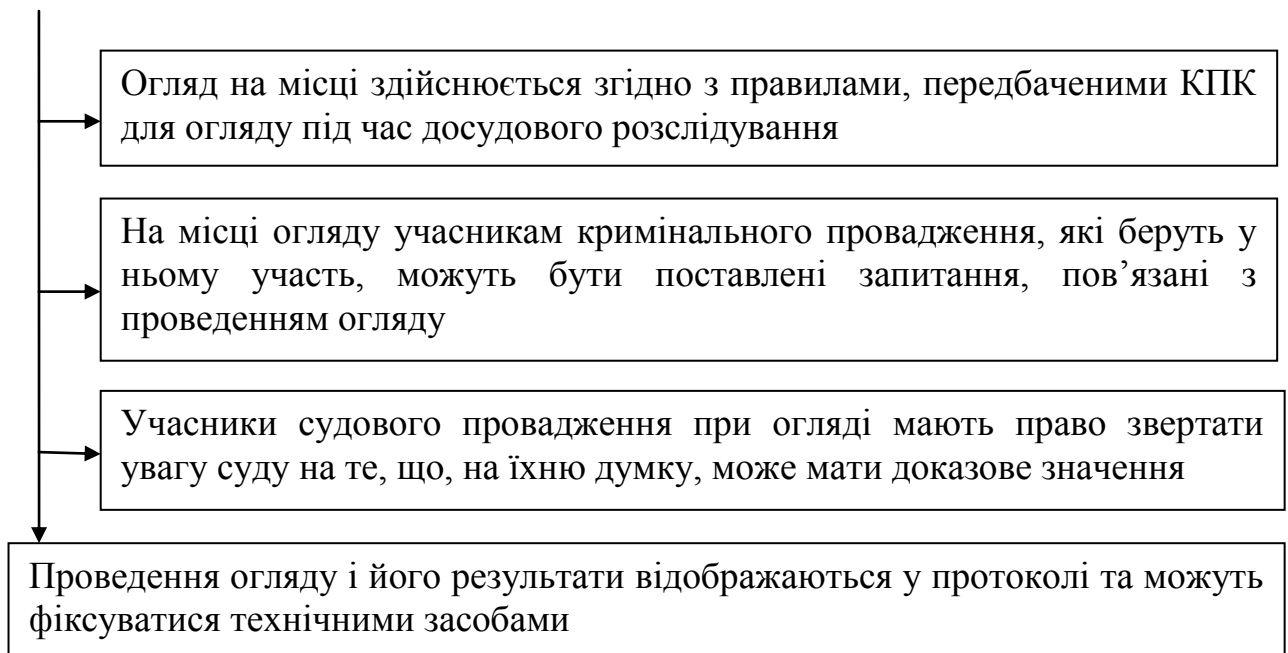 Огляд на місці здійснюється згідно з правилами, передбаченими КПК
для огляду під час досудового розслідування
На місці огляду учасникам кримінального провадження, які беруть у
ньому участь, можуть бути поставлені запитання, пов’язані з
проведенням огляду
Учасники судового провадження при огляді мають право звертати
увагу суду на те, що, на їхню думку, може мати доказове значення
Проведення огляду і його результати відображаються у протоколі та можуть
фіксуватися технічними засобами